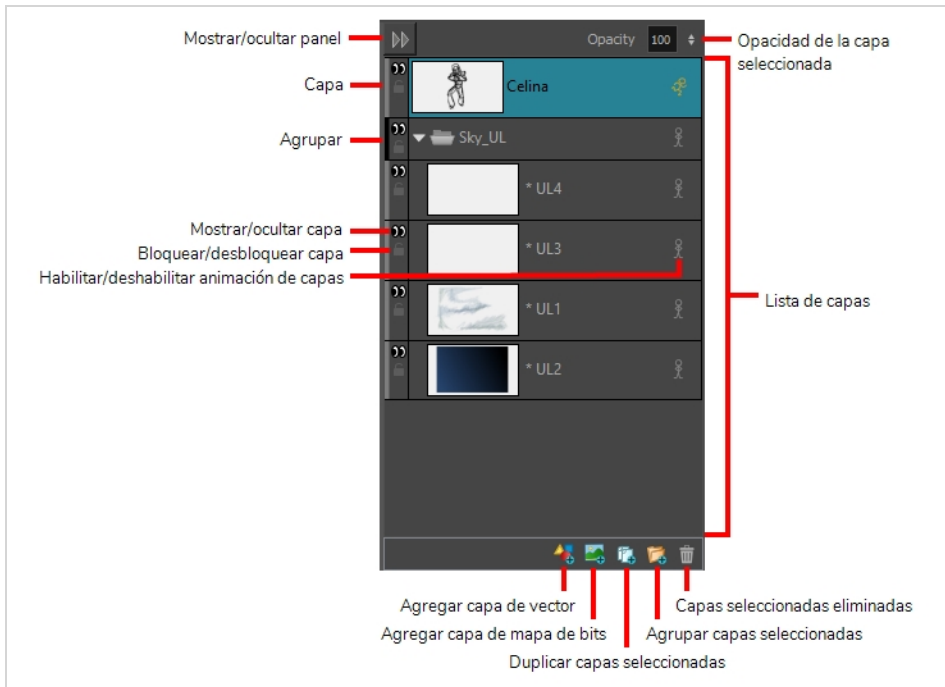 Mostrar/ocultar panel
Opacity 100
Opacidad de la capa
seleccionada
Capa
Celina
Agrupar
Sky_UL
* UL4
Mostrar/ocultar capa
Bloquear/desbloquear capa
* UL3
Habilitar/deshabilitar animación de capas
Lista de capas
* UL1
* UL2
Agregar capa de vector
Capas seleccionadas eliminadas
Agregar capa de mapa de bits
Agrupar capas seleccionadas
Duplicar capas seleccionadas